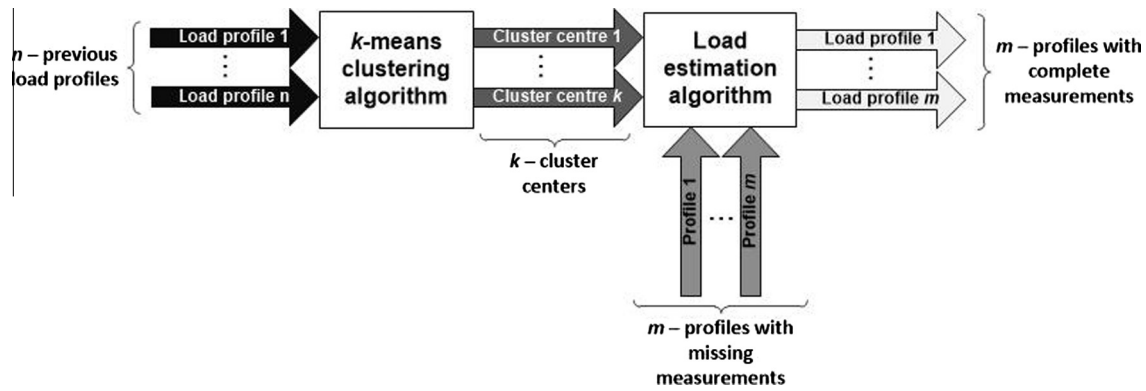 n – previous
load profiles
Load profile 1
⋮
Load profile n
k-means
clustering
algorithm
Cluster centre 1
⋮
Cluster centre k
k – cluster
centers
Load
estimation
algorithm
Profile 1
...
Profile m
m – profiles with
missing
measurements
Load profile 1
⋮
Load profile m
m – profiles with
complete
measurements